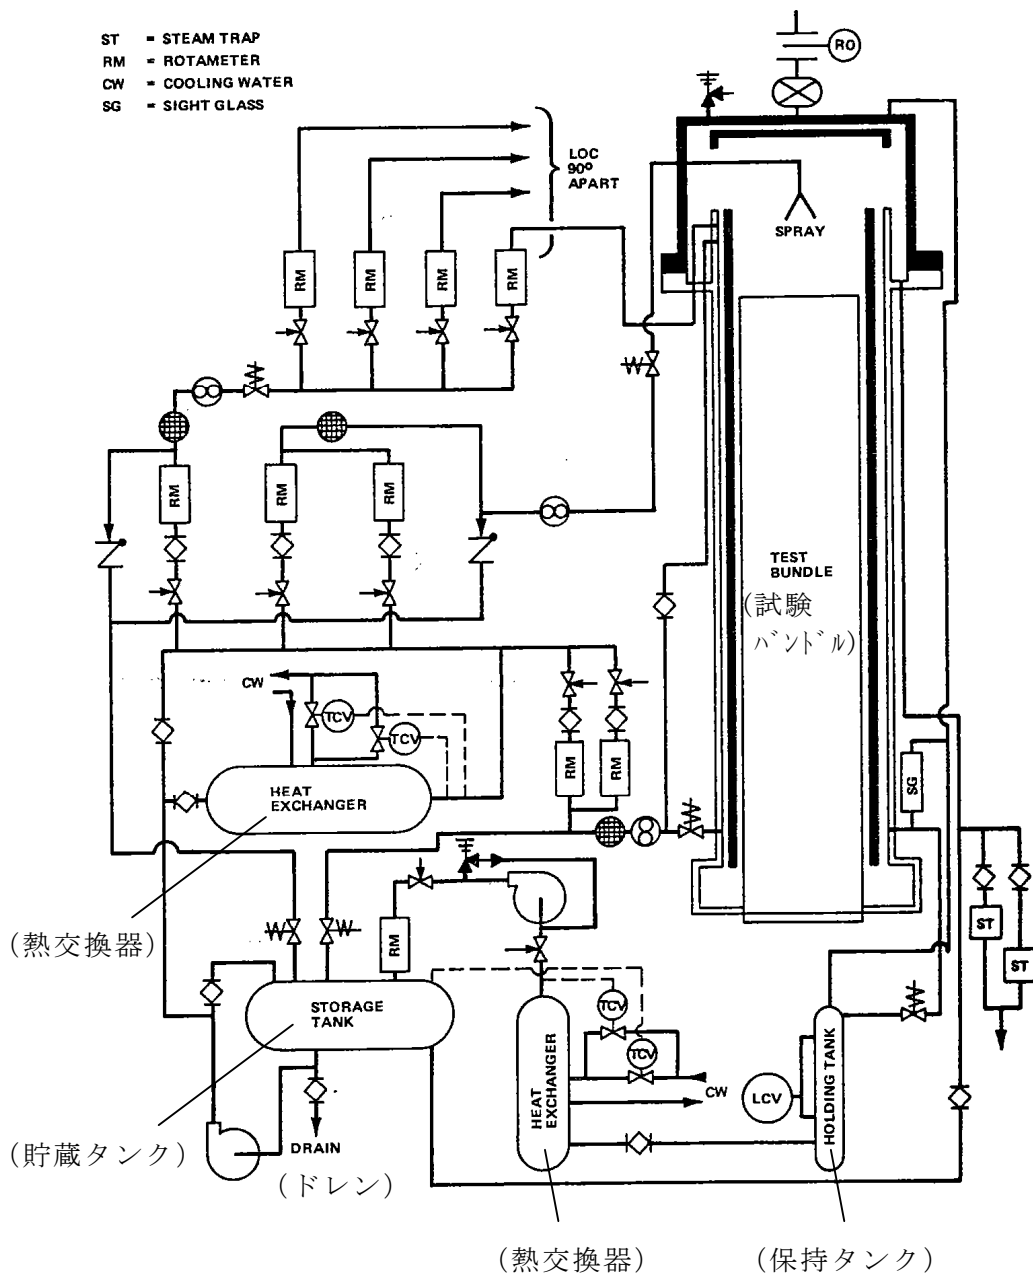 ST = STEAM TRAP
RM = ROTAMETER
CW = COOLING WATER
SG = SIGHT GLASS
RO
LOC
90°
APART
SPRAY
RM
RM
RM
RM
RM
RM
RM
TEST
BUNDLE
(試験
バンドル)
CW
TCV
TCV
HEAT
EXCHANGER
RM
RM
SG
(熱交換器)
RM
ST
ST
STORAGE
TANK
TCV
TCV
HEAT
EXCHANGER
CW
LCV
HOLDING TANK
DRAIN
(貯蔵タンク)
(ドレン)
(熱交換器)
(保持タンク)